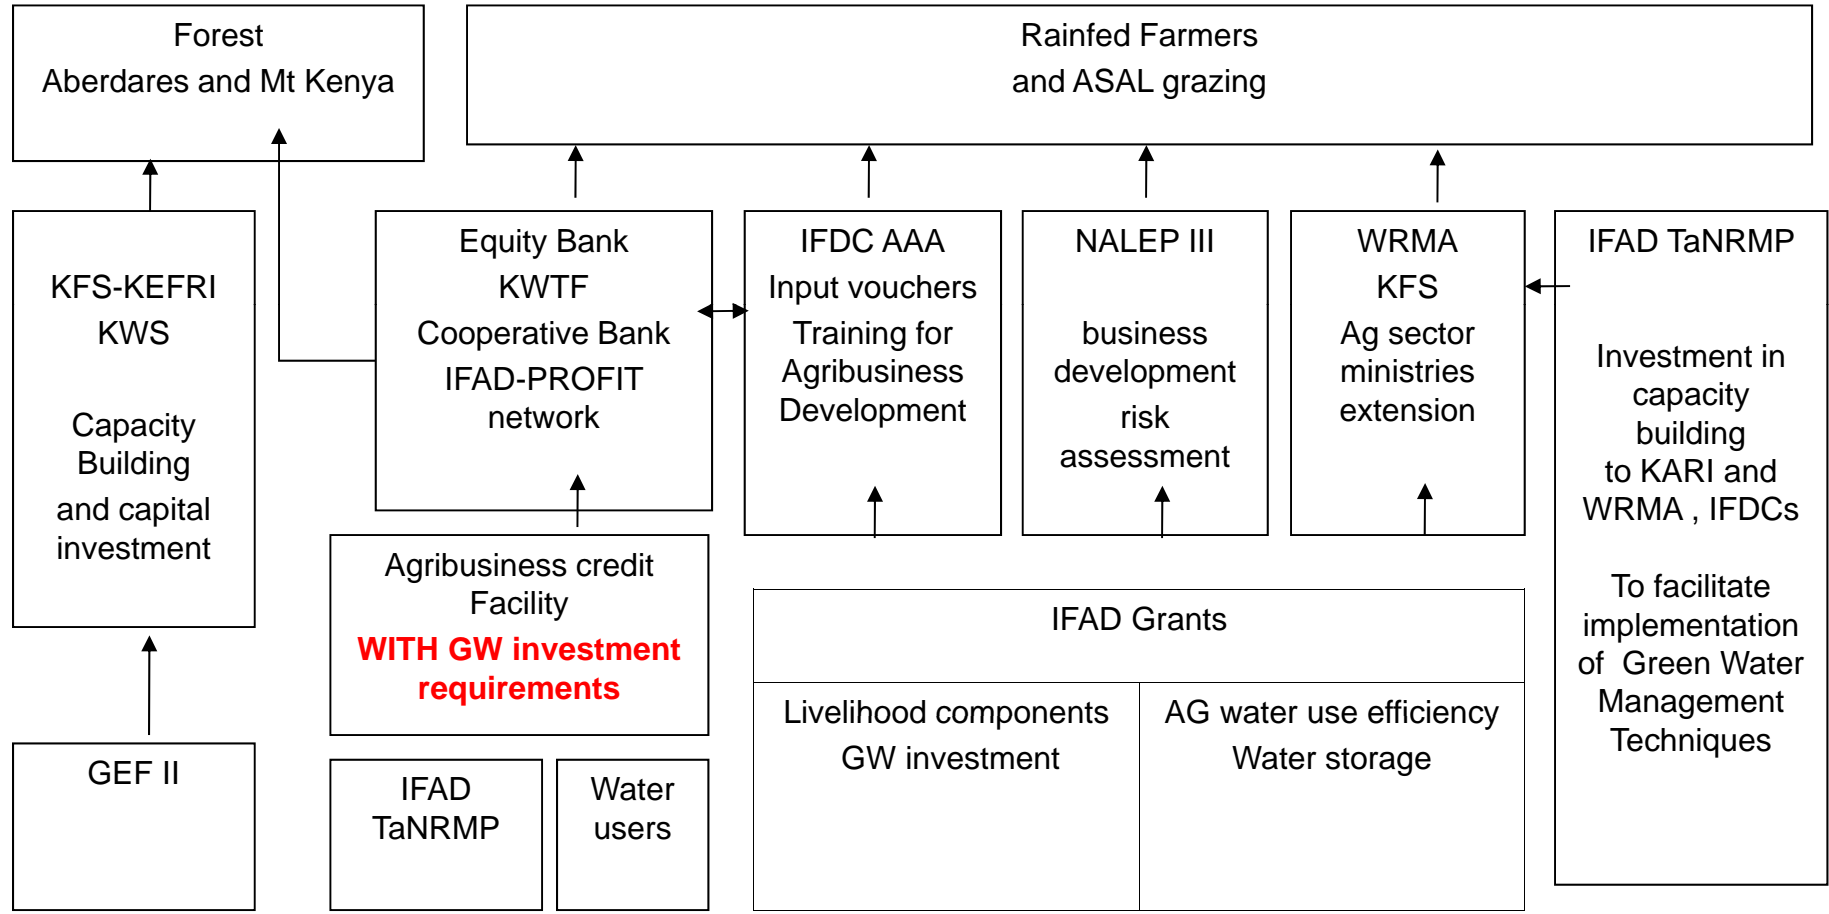 Forest
Aberdares and Mt Kenya
Rainfed Farmers
and ASAL grazing
KFS-KEFRI
KWS
Capacity
Building
and capital
investment
Equity Bank
KWTF
Cooperative Bank
IFAD-PROFIT
network
IFDC AAA
Input vouchers
Training for
Agribusiness
Development
NALEP III
business
development
risk
assessment
WRMA
KFS
Ag sector
ministries
extension
IFAD TaNRMP
Investment in
capacity
building
to KARI and
WRMA , IFDCs
To facilitate
implementation
of Green Water
Management
Techniques
Agribusiness credit
Facility
WITH GW investment
requirements
IFAD Grants
Livelihood components
GW investment
AG water use efficiency
Water storage
GEF II
IFAD
TaNRMP
Water
users